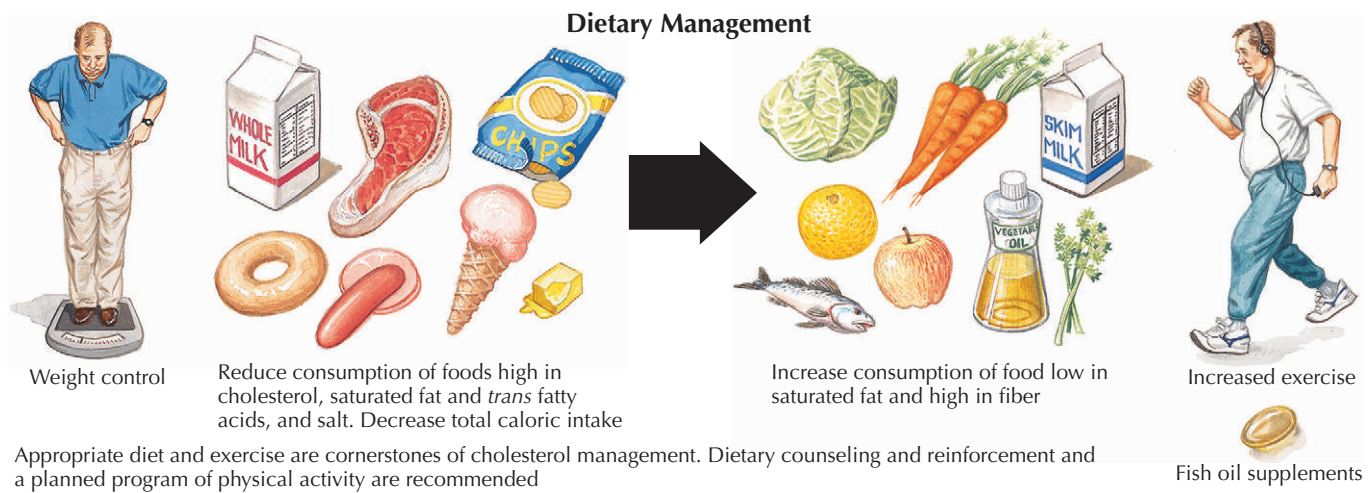 Dietary Management
WHOLE
MILK
CHIPS
SKIM
MILK
VEGETABLE
OIL
Weight control
Reduce consumption of foods high in
cholesterol, saturated fat and trans fatty
acids, and salt. Decrease total caloric intake
Increase consumption of food low in
saturated fat and high in fiber
Increased exercise
Appropriate diet and exercise are cornerstones of cholesterol management. Dietary counseling and reinforcement and
a planned program of physical activity are recommended
Fish oil supplements